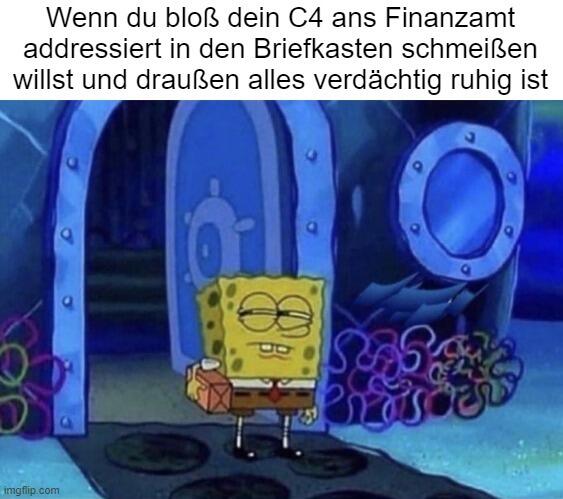 Wenn du bloß dein C4 ans Finanzamt
addressiert in den Briefkasten schmeißen
willst und draußen alles verdächtig ruhig ist
imgflip.com